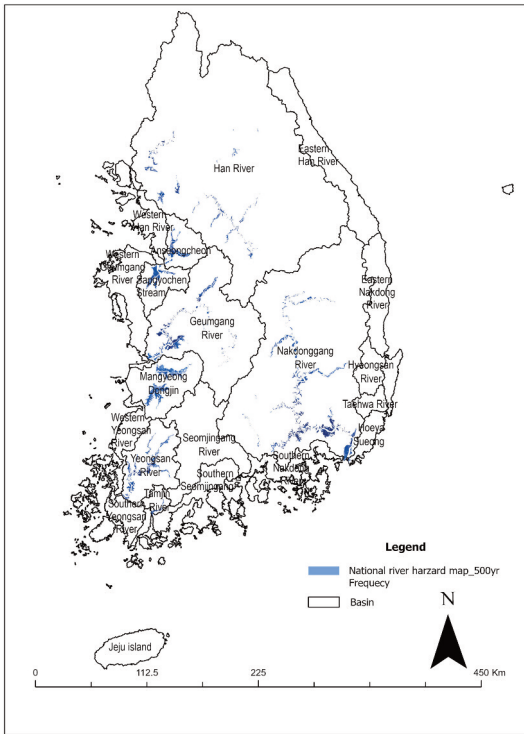 Eastern
Han River
Han River
Western
Han River
Anseongcheon
Western
Geumgang
River
Sapgyochen
Stream
Eastern
Nakdong
River
Geumgang
River
Nakdonggang
River
Hyeongsan
River
Mangyeong
Dongjin
Taehwa River
Hoeya
Sueong
Western
Yeongsan
River
Seomjingang
River
Yeongsan
River
Southern
Seomjingang
Southern
Nakdong
River
Tamjin
River
Southern
Yeongsan
River
Legend
National river harzard map_500yr
Frequecy
Basin
N
Jeju island
0
112.5
225
450 Km